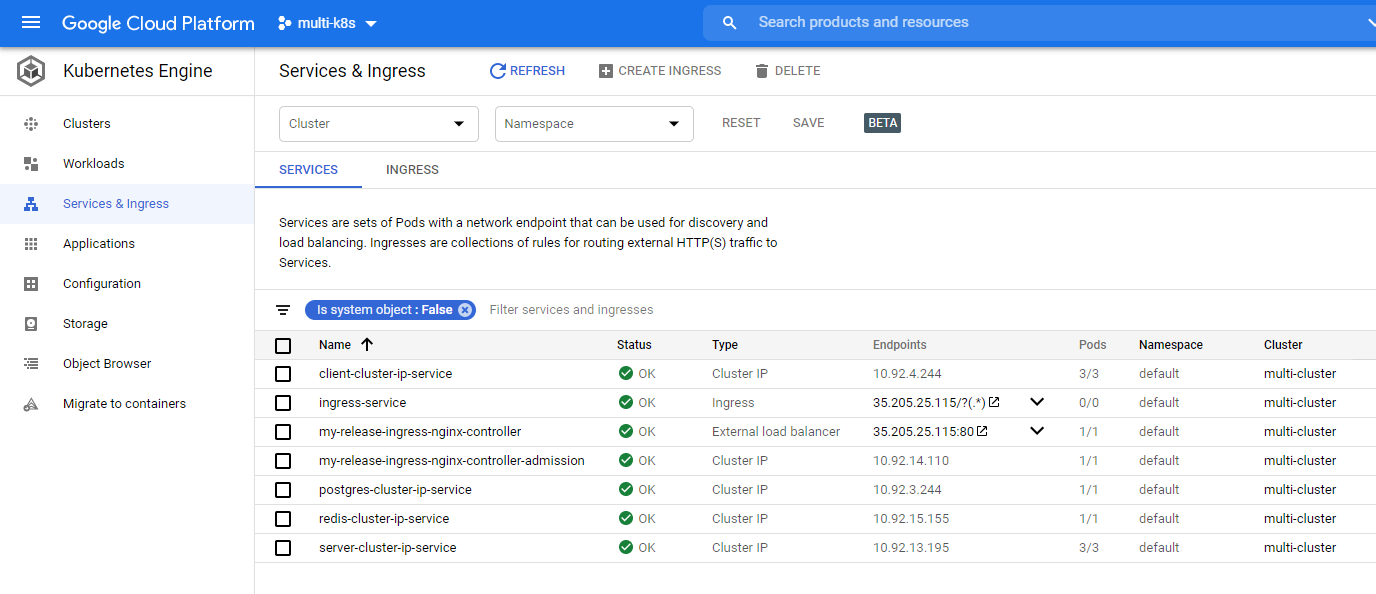 Google Cloud Platform multi-k8s Search products and resources
Kubernetes Engine Services & Ingress REFRESH CREATE INGRESS DELETE
Clusters
Workloads
Services & Ingress
Applications
Configuration
Storage
Object Browser
Migrate to containers
Cluster Namespace RESET SAVE BETA
SERVICES INGRESS
Services are sets of Pods with a network endpoint that can be used for discovery and
load balancing. Ingresses are collections of rules for routing external HTTP(S) traffic to
Services.
Is system object : False Filter services and ingresses
Name Status Type Endpoints Pods Namespace Cluster
client-cluster-ip-service OK Cluster IP 10.92.4.244 3/3 default multi-cluster
ingress-service OK Ingress 35.205.25.115/?(.*) 0/0 default multi-cluster
my-release-ingress-nginx-controller OK External load balancer 35.205.25.115:80 1/1 default multi-cluster
my-release-ingress-nginx-controller-admission OK Cluster IP 10.92.14.110 1/1 default multi-cluster
postgres-cluster-ip-service OK Cluster IP 10.92.3.244 1/1 default multi-cluster
redis-cluster-ip-service OK Cluster IP 10.92.15.155 1/1 default multi-cluster
server-cluster-ip-service OK Cluster IP 10.92.13.195 3/3 default multi-cluster